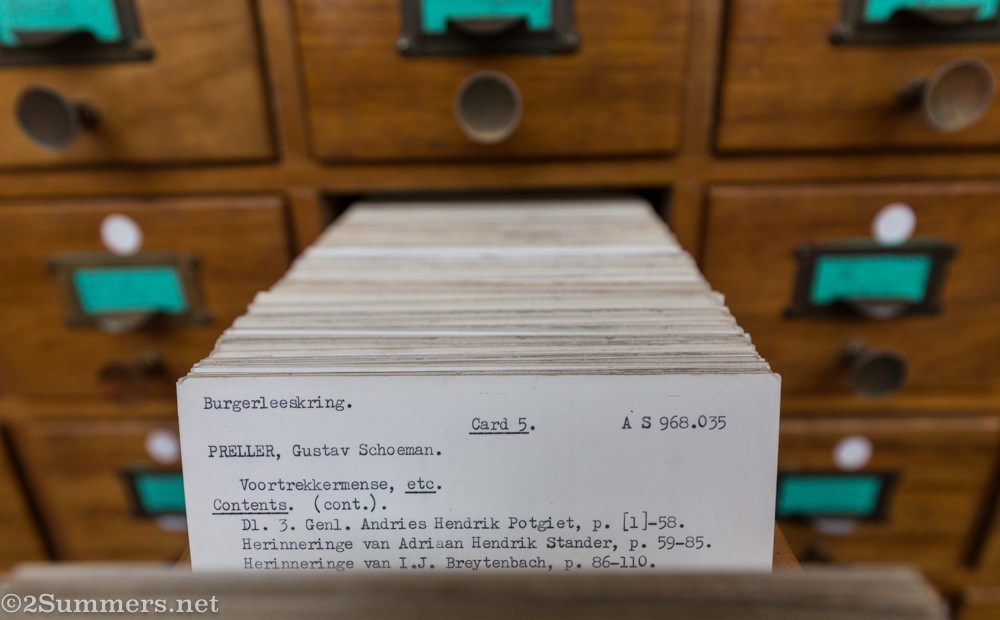 Burgerleeskring.
Card 5. A S 968.035
PRELLER, Gustav Schoeman.
Voortrekkermense, etc.
Contents. (cont.).
Dl. 3. Genl. Andries Hendrik Potgiet, p. [1]-58.
Herinneringe van Adriaan Hendrik Stander, p. 59-85.
Herinneringe van I.J. Breytenbach, p. 86-110.
©2Summers.net